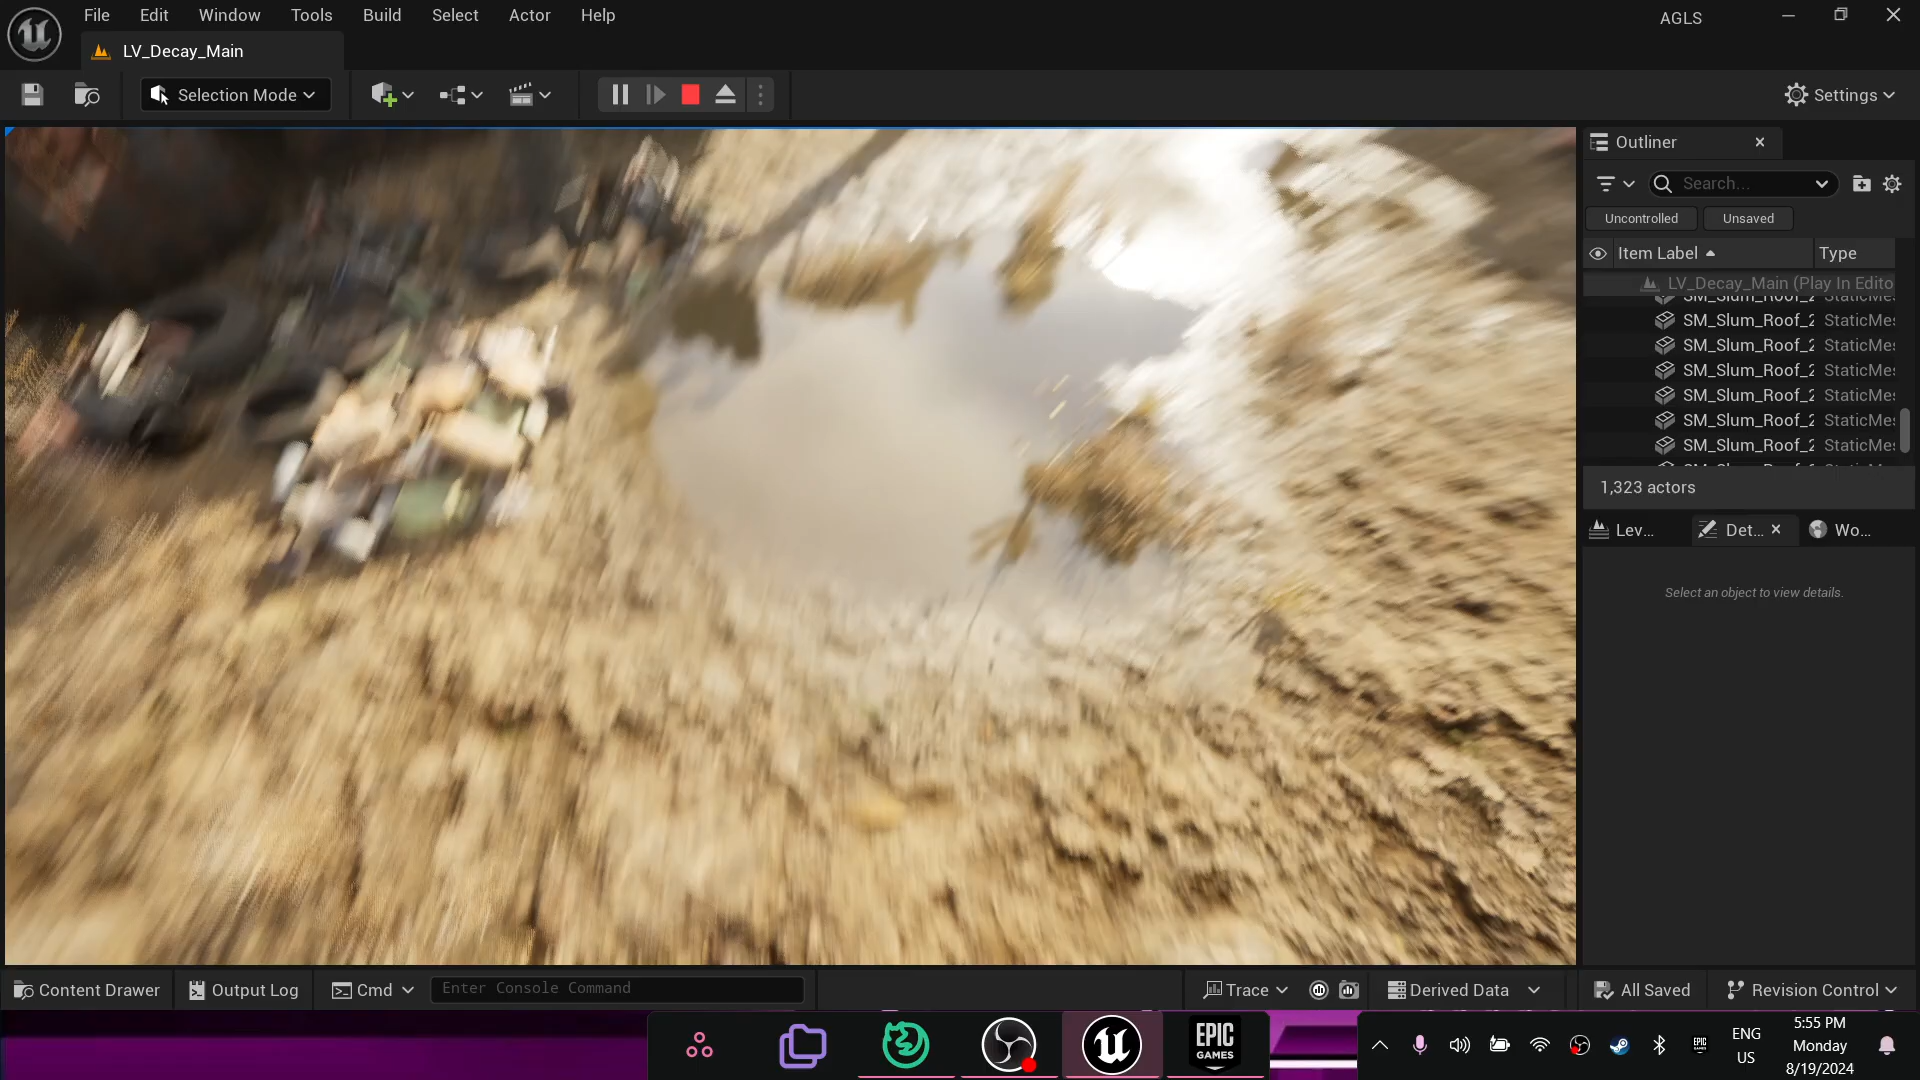 File Edit Window Tools Build Select Actor Help
AGLS
LV_Decay_Main
Selection Mode
Settings
Outliner
Search...
Uncontrolled Unsaved
Item Label Type
LV_Decay_Main (Play In Edito
SM_Slum_Roof_2
SM_Slum_Roof_2 StaticMe
SM_Slum_Roof_2 StaticMe
SM_Slum_Roof_2 StaticMe
SM_Slum_Roof_2 StaticMe
SM_Slum_Roof_2 StaticMe
SM_Slum_Roof_2 StaticMe
1,323 actors
Lev... Det... Wo...
Select an object to view details.
Content Drawer Output Log Cmd Enter Console Command Trace Derived Data All Saved Revision Control
EPIC
GAMES
ENG
US
5:55 PM
Monday
8/19/2024